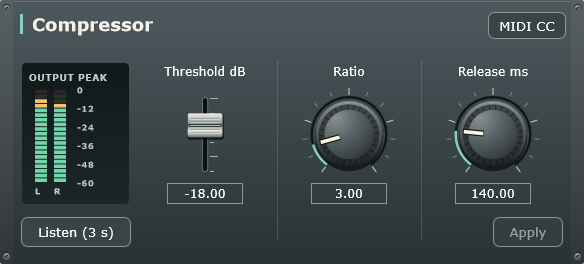 Compressor
MIDI CC
OUTPUT PEAK
0
-12
-24
-36
-48
-60
L R
Threshold dB
-18.00
Ratio
3.00
Release ms
140.00
Listen (3 s)
Apply